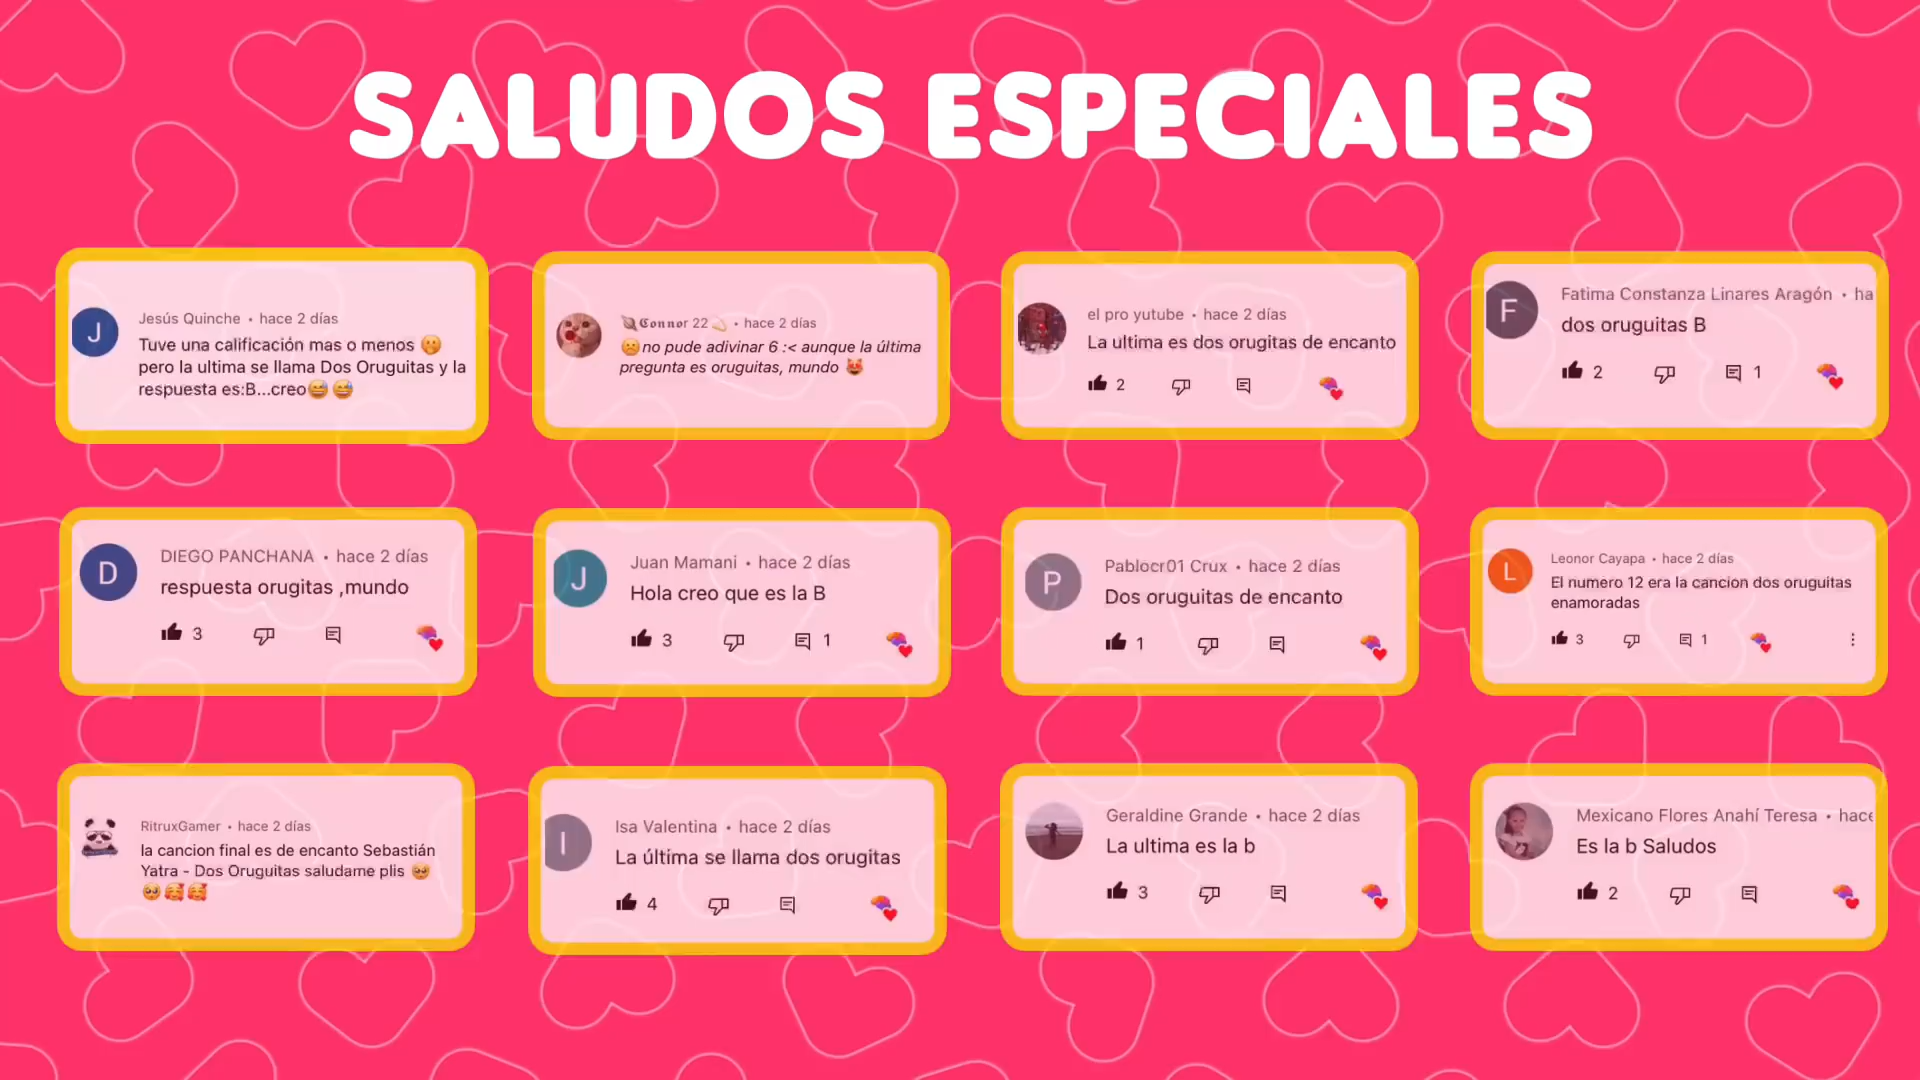 SALUDOS ESPECIALES
J
Jesús Quinche • hace 2 días
Tuve una calificación mas o menos 🤭
pero la ultima se llama Dos Oruguitas y la
respuesta es:B...creo😅 😅
🪐𝕮𝖔𝖓𝖓𝖔𝖗 22 • hace 2 días
☹️no pude adivinar 6 :< aunque la última
pregunta es oruguitas, mundo 😻
el pro yutube • hace 2 días
La ultima es dos orugitas de encanto
2
F
Fatima Constanza Linares Aragón • ha
dos oruguitas B
2 1
D
DIEGO PANCHANA • hace 2 días
respuesta orugitas ,mundo
3
J
Juan Mamani • hace 2 días
Hola creo que es la B
3 1
P
Pablocr01 Crux • hace 2 días
Dos oruguitas de encanto
1
L
Leonor Cayapa • hace 2 días
El numero 12 era la cancion dos oruguitas
enamoradas
3 1
RitruxGamer • hace 2 días
la cancion final es de encanto Sebastián
Yatra - Dos Oruguitas saludame plis 🥺
🥺🥰🥰
I
Isa Valentina • hace 2 días
La última se llama dos orugitas
4
Geraldine Grande • hace 2 días
La ultima es la b
3
Mexicano Flores Anahí Teresa • hace
Es la b Saludos
2